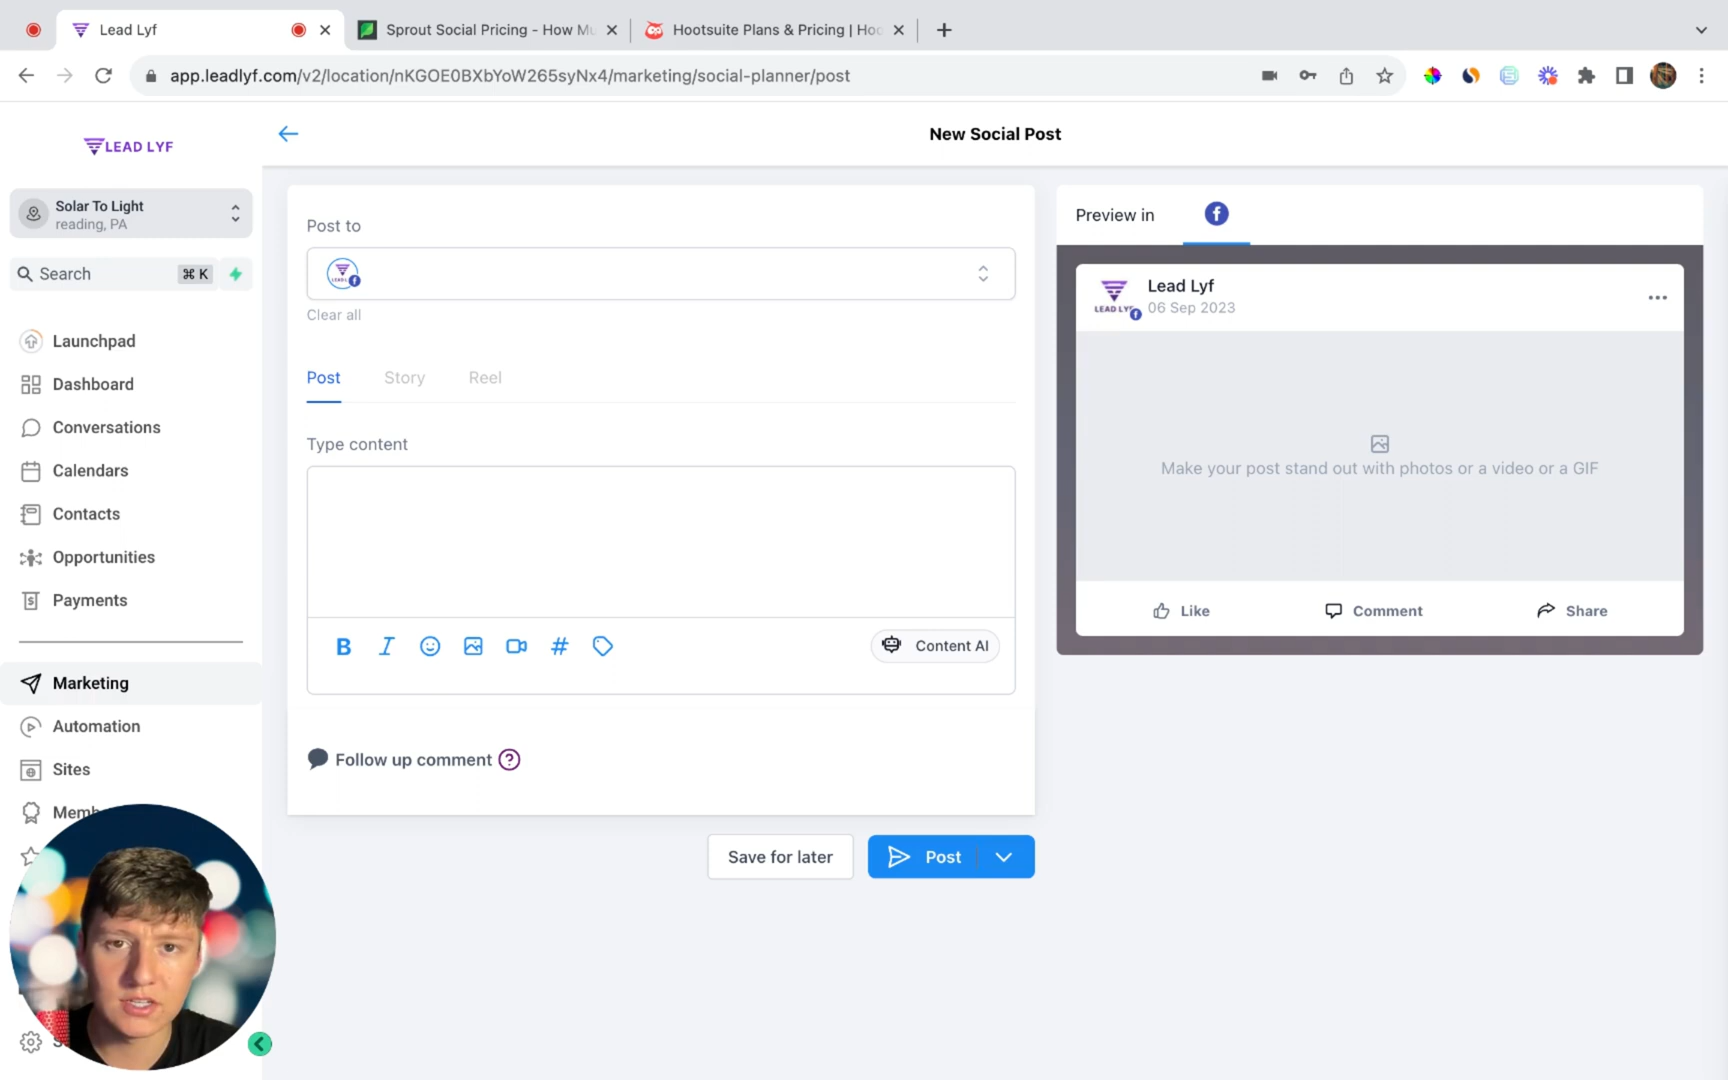 Lead Lyf
Sprout Social Pricing - How Mu
Hootsuite Plans & Pricing | Hoo
app.leadlyf.com/v2/location/nKGOE0BXbYoW265syNx4/marketing/social-planner/post
LEAD LYF
New Social Post
Solar To Light
reading, PA
Search
⌘ K
Launchpad
Dashboard
Conversations
Calendars
Contacts
Opportunities
Payments
Marketing
Automation
Sites
Memb
Post to
Clear all
Post
Story
Reel
Type content
B
I
#
Content AI
Follow up comment ?
Save for later
Post
Preview in
Lead Lyf
06 Sep 2023
Make your post stand out with photos or a video or a GIF
Like
Comment
Share